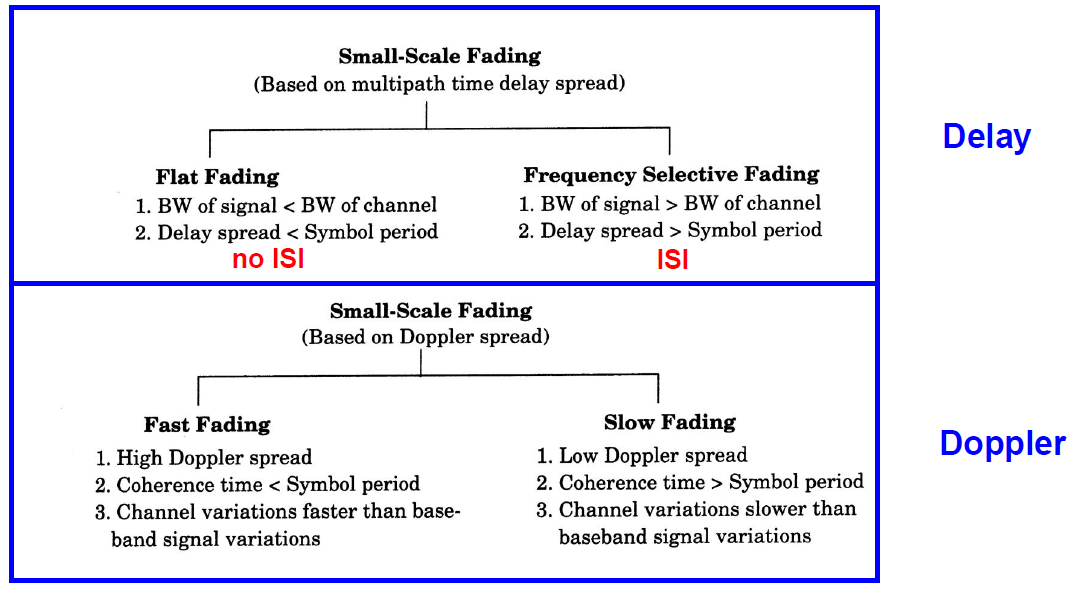 Small-Scale Fading
(Based on multipath time delay spread)
Delay
Flat Fading
1. BW of signal < BW of channel
2. Delay spread < Symbol period
no ISI
Frequency Selective Fading
1. BW of signal > BW of channel
2. Delay spread > Symbol period
ISI
Small-Scale Fading
(Based on Doppler spread)
Doppler
Fast Fading
1. High Doppler spread
2. Coherence time < Symbol period
3. Channel variations faster than base-
band signal variations
Slow Fading
1. Low Doppler spread
2. Coherence time > Symbol period
3. Channel variations slower than
baseband signal variations